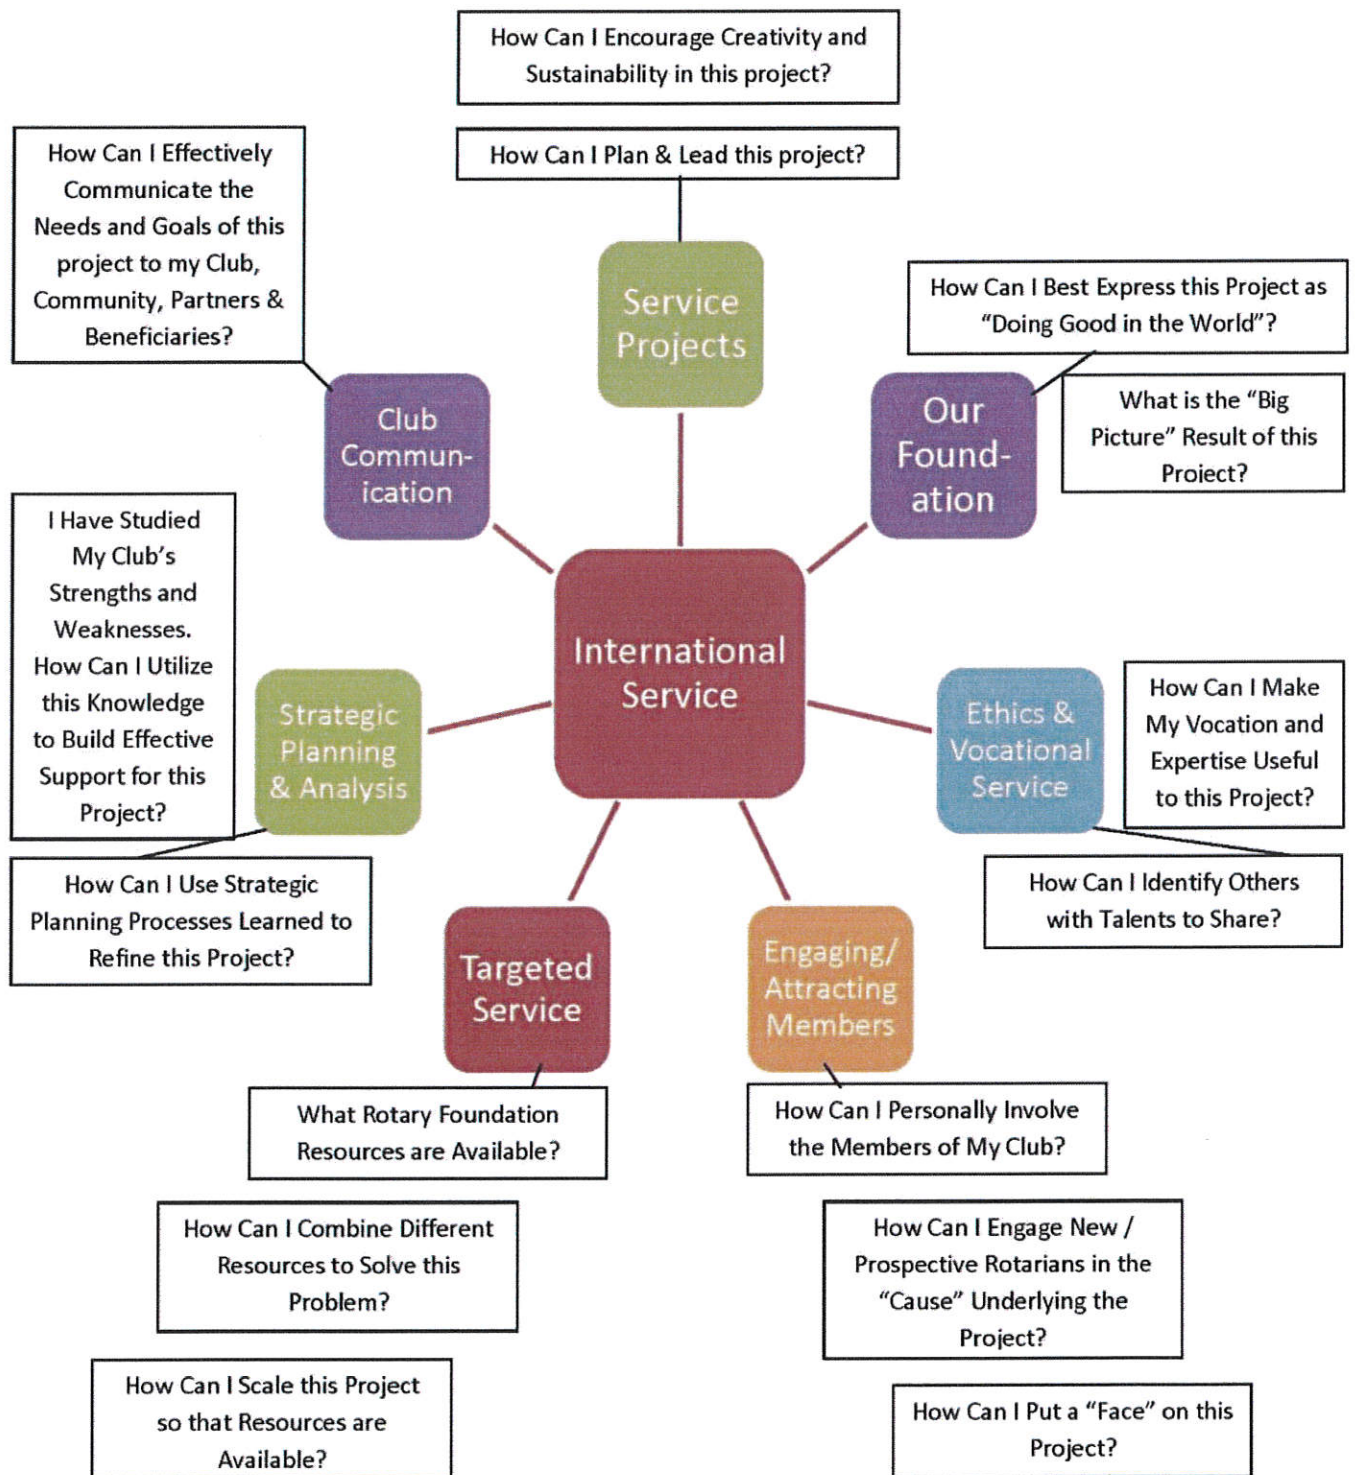 How Can I Encourage Creativity and
Sustainability in this project?
How Can I Plan & Lead this project?
How Can I Effectively
Communicate the
Needs and Goals of this
project to my Club,
Community, Partners &
Beneficiaries?
Service
Projects
How Can I Best Express this Project as
“Doing Good in the World”?
What is the “Big
Picture” Result of this
Project?
Club
Commun-
ication
Our
Found-
ation
I Have Studied
My Club’s
Strengths and
Weaknesses.
How Can I Utilize
this Knowledge
to Build Effective
Support for this
Project?
International
Service
Strategic
Planning
& Analysis
Ethics &
Vocational
Service
How Can I Make
My Vocation and
Expertise Useful
to this Project?
How Can I Use Strategic
Planning Processes Learned to
Refine this Project?
How Can I Identify Others
with Talents to Share?
Targeted
Service
Engaging/
Attracting
Members
What Rotary Foundation
Resources are Available?
How Can I Personally Involve
the Members of My Club?
How Can I Combine Different
Resources to Solve this
Problem?
How Can I Engage New /
Prospective Rotarians in the
“Cause” Underlying the
Project?
How Can I Scale this Project
so that Resources are
Available?
How Can I Put a “Face” on this
Project?